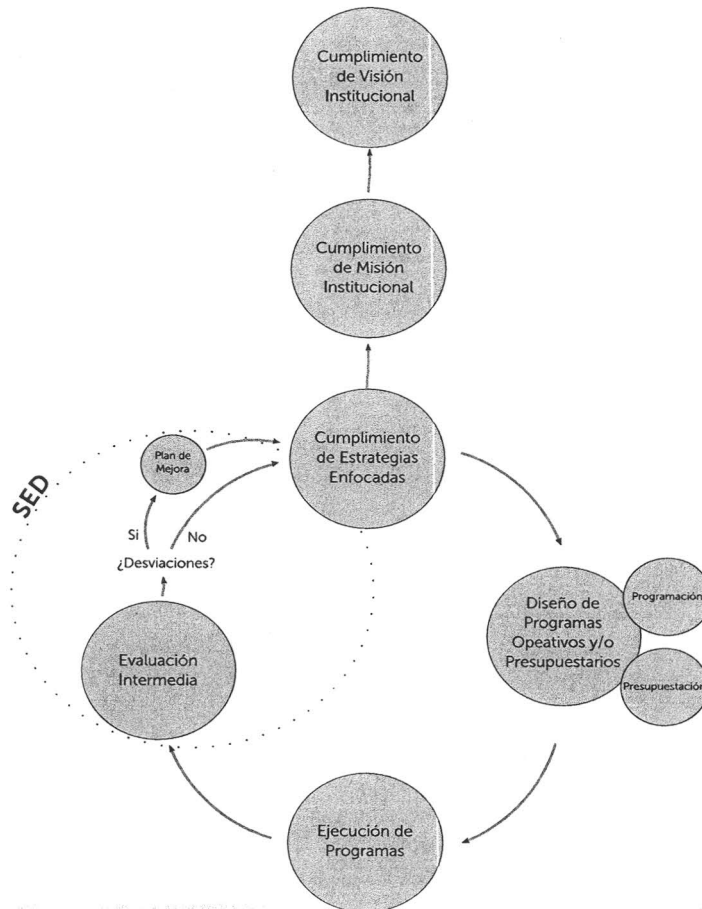 Cumplimiento
de Visión
Institucional
Cumplimiento
de Misión
Institucional
Cumplimiento
de Estrategias
Enfocadas
Plan de
Mejora
SED
Si
No
¿Desviaciones?
Evaluación
Intermedia
Diseño de
Programas
Opeativos y/o
Presupuestarios
Programación
Presupuestación
Ejecución de
Programas